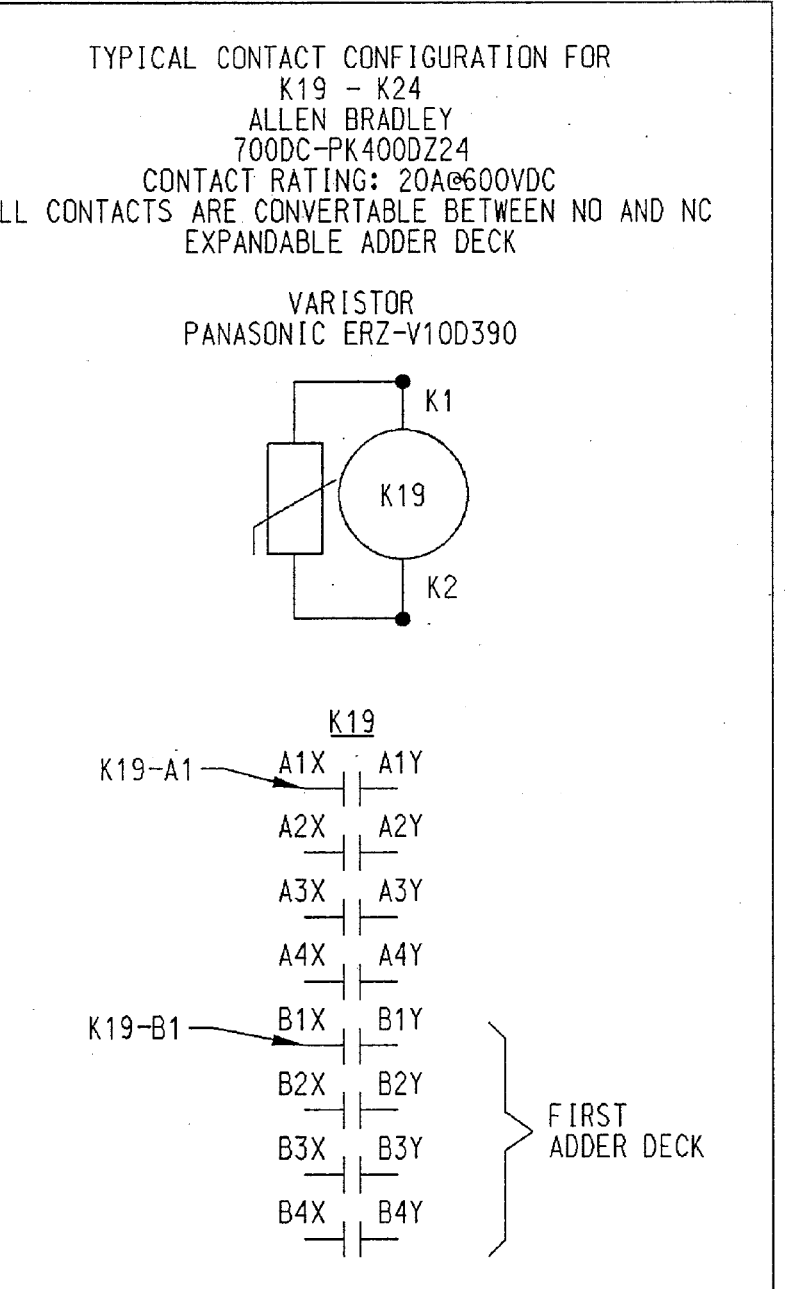 TYPICAL CONTACT CONFIGURATION FOR
K19 - K24
ALLEN BRADLEY
700DC-PK400DZ24
CONTACT RATING: 20A@600VDC
LL CONTACTS ARE CONVERTABLE BETWEEN NO AND NC
EXPANDABLE ADDER DECK
VARISTOR
PANASONIC ERZ-V10D390
K1
K19
K2
K19
K19-A1 A1X A1Y
A2X A2Y
A3X A3Y
A4X A4Y
K19-B1 B1X B1Y
B2X B2Y
B3X B3Y
B4X B4Y
FIRST
ADDER DECK